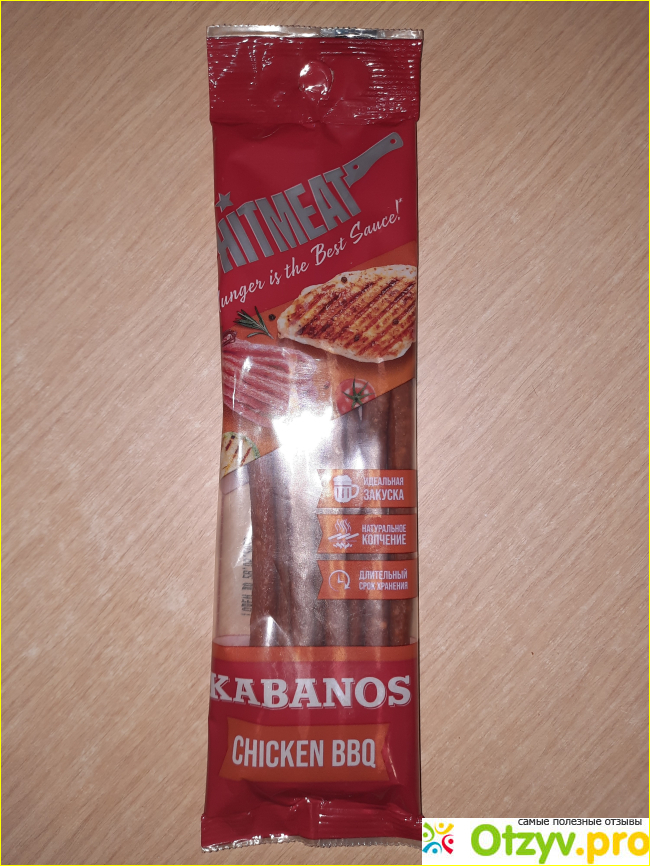 HITMEAT
unger is the Best Sauce!
ИДЕАЛЬНАЯ
ЗАКУСКА
НАТУРАЛЬНОЕ
КОПЧЕНИЕ
ДЛИТЕЛЬНЫЙ
СРОК ХРАНЕНИЯ
KABANOS
CHICKEN BBQ
самые полезные отзывы
Otzyv.pro